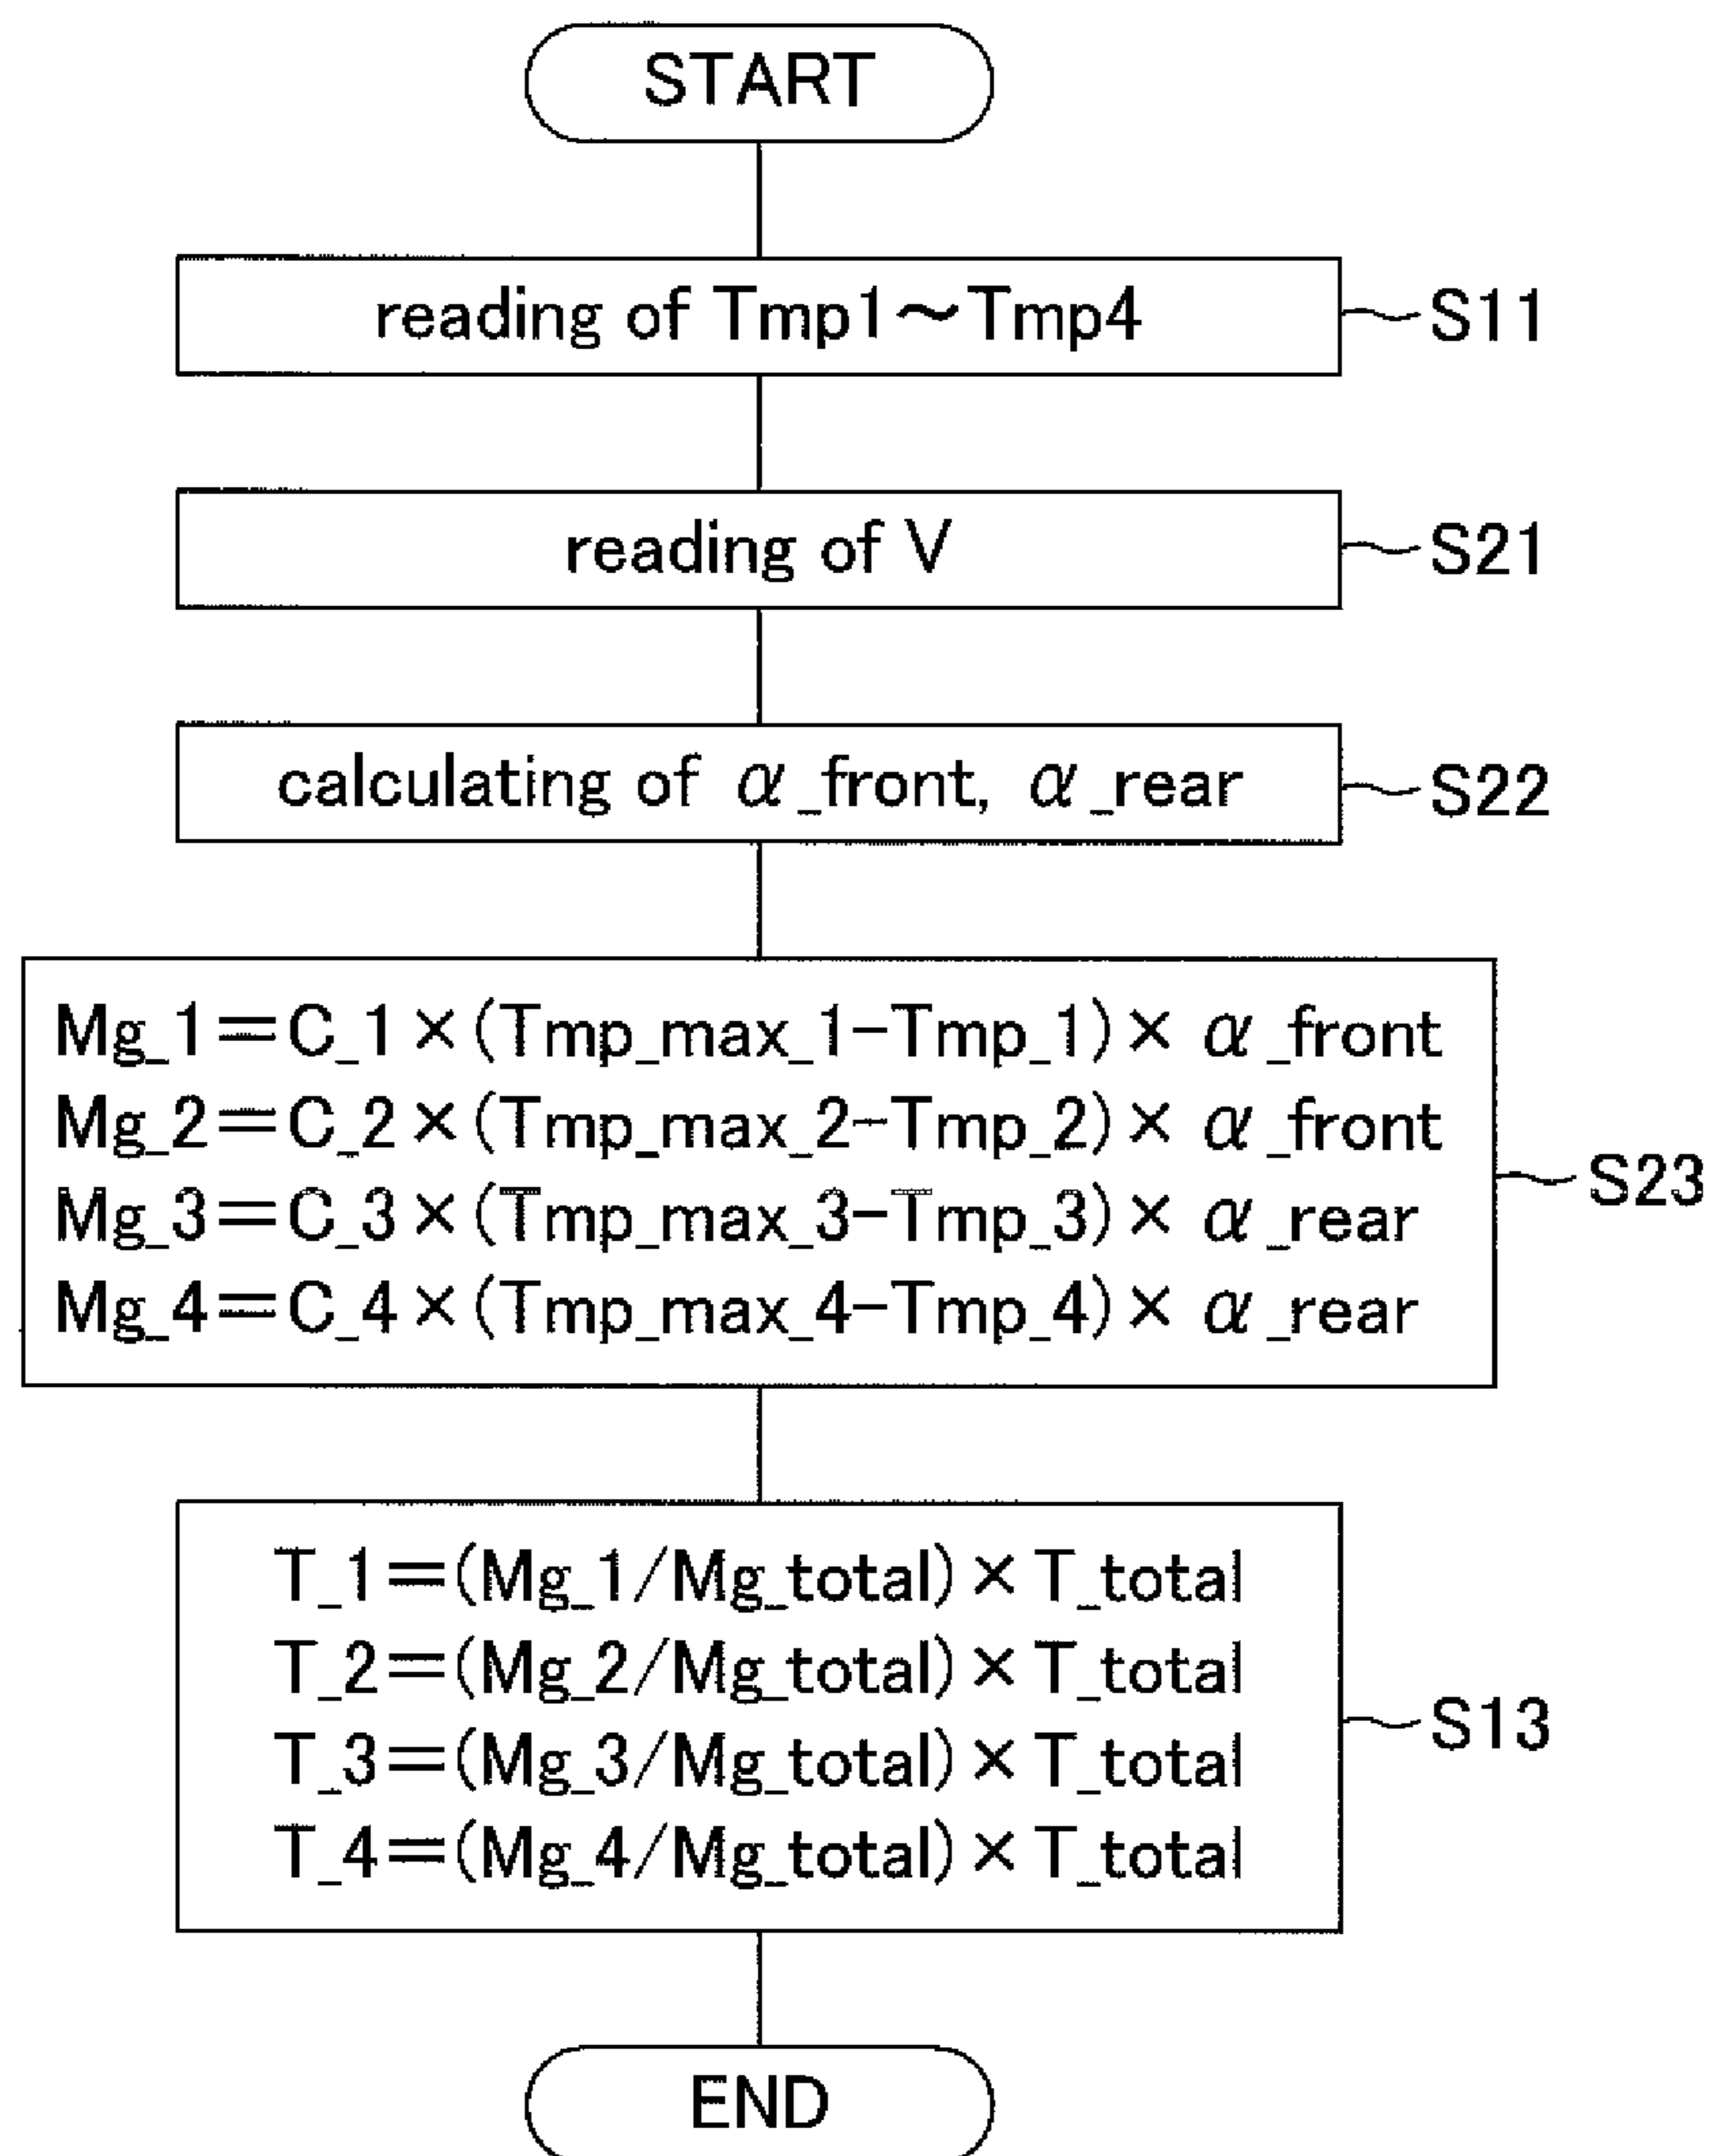 START
reading of Tmp1～Tmp4
S11
reading of V
S21
calculating of α_front, α_rear
S22
Mg_1=C_1×(Tmp_max_1-Tmp_1)× α_front
Mg_2=C_2×(Tmp_max_2-Tmp_2)× α_front
Mg_3=C_3×(Tmp_max_3-Tmp_3)× α_rear
Mg_4=C_4×(Tmp_max_4-Tmp_4)× α_rear
S23
T_1=(Mg_1/Mg_total)×T_total
T_2=(Mg_2/Mg_total)×T_total
T_3=(Mg_3/Mg_total)×T_total
T_4=(Mg_4/Mg_total)×T_total
S13
END